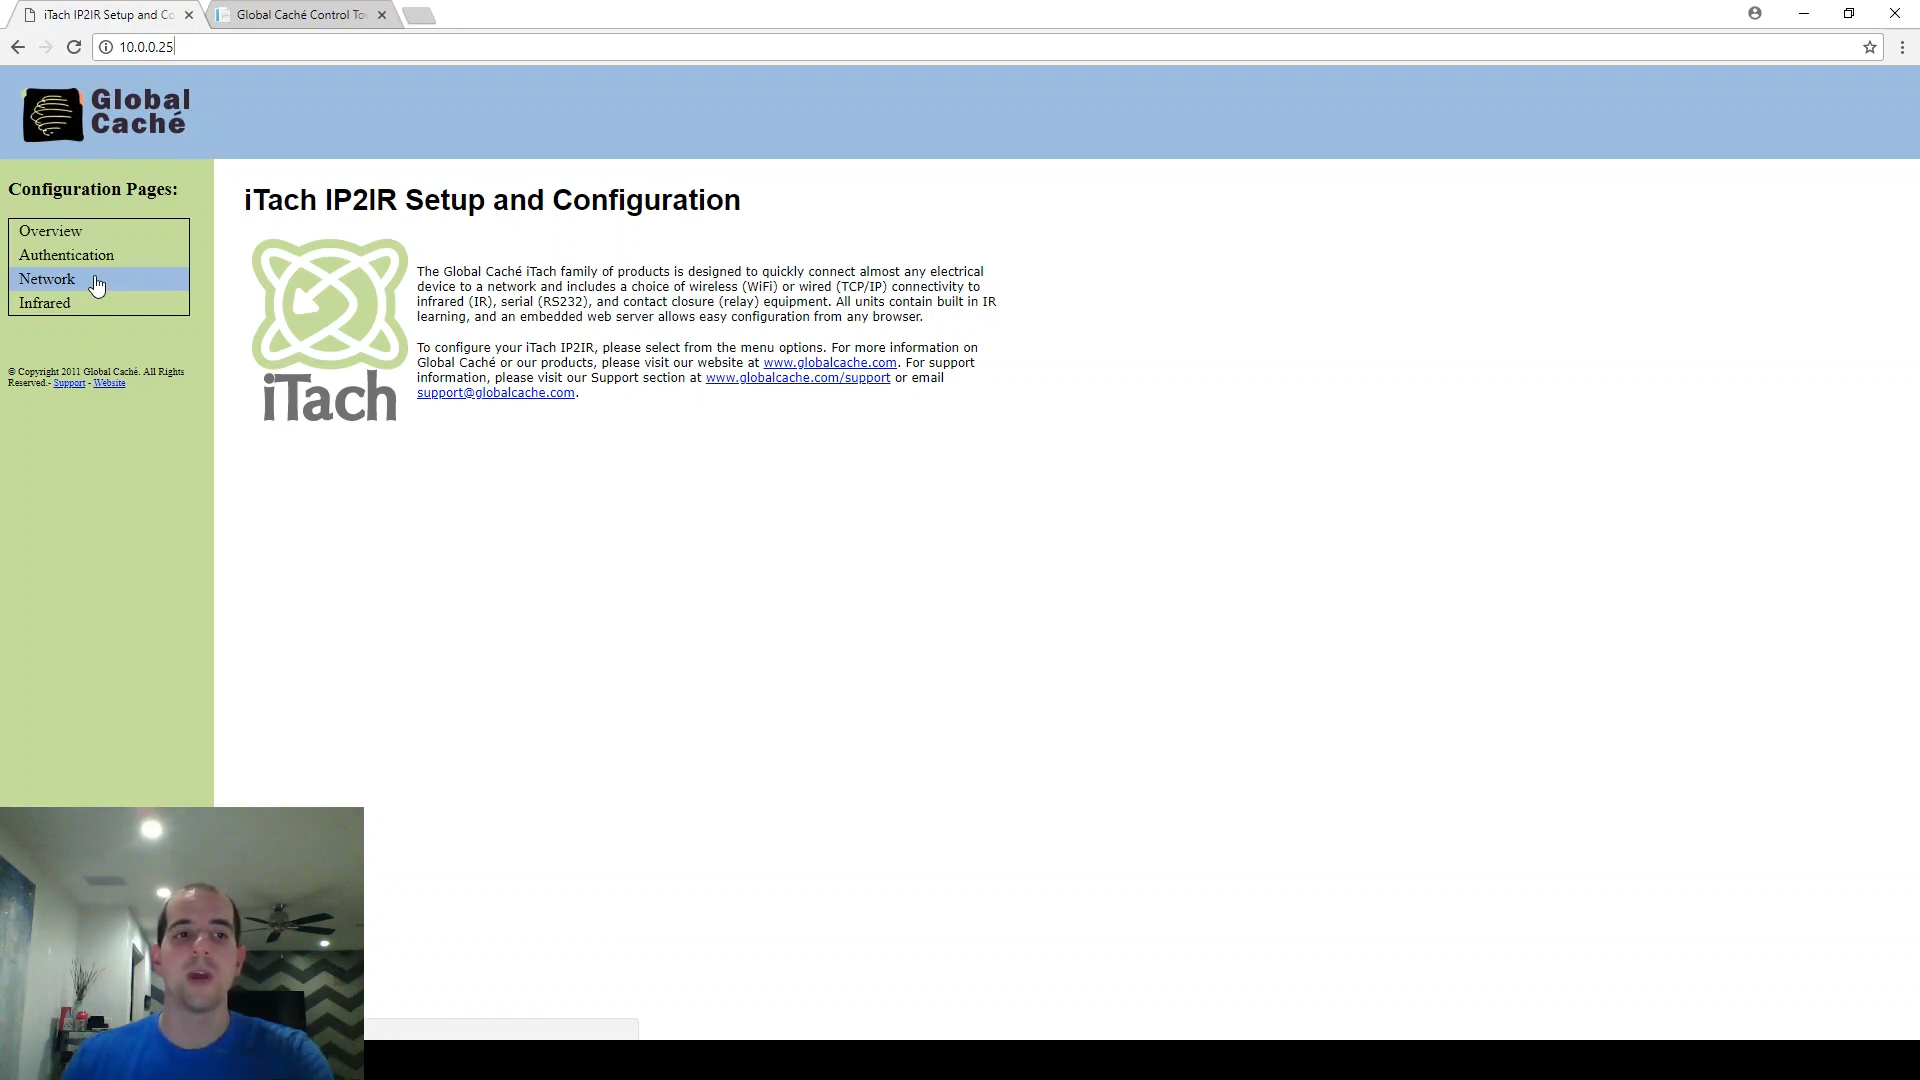 iTach IP2IR Setup and Co
Global Caché Control To
10.0.0.25
Global
Caché
Configuration Pages:
Overview
Authentication
Network
Infrared
© Copyright 2011 Global Caché. All Rights
Reserved.- Support - Website
iTach IP2IR Setup and Configuration
iTach
The Global Caché iTach family of products is designed to quickly connect almost any electrical
device to a network and includes a choice of wireless (WiFi) or wired (TCP/IP) connectivity to
infrared (IR), serial (RS232), and contact closure (relay) equipment. All units contain built in IR
learning, and an embedded web server allows easy configuration from any browser.
To configure your iTach IP2IR, please select from the menu options. For more information on
Global Caché or our products, please visit our website at www.globalcache.com. For support
information, please visit our Support section at www.globalcache.com/support or email
support@globalcache.com.